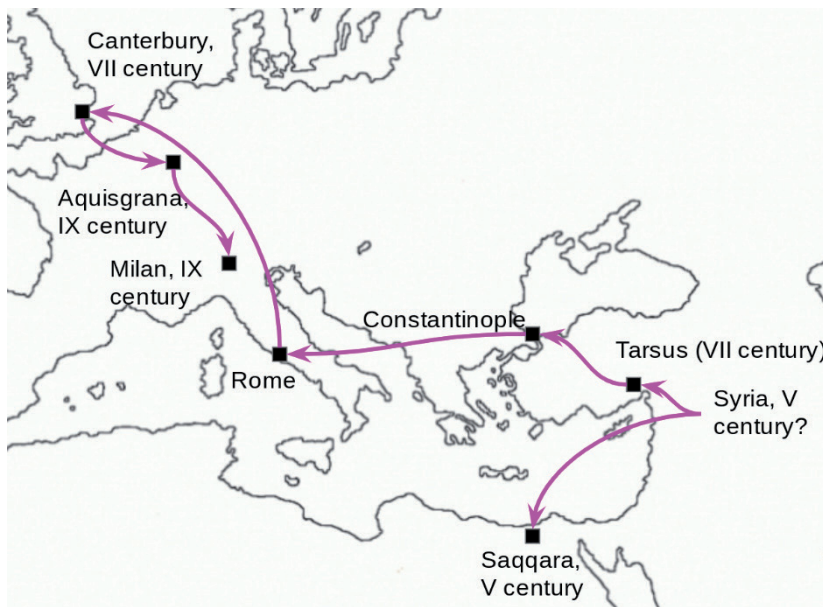 Canterbury,
VII century
Aquisgrana,
IX century
Milan, IX
century
Constantinople
Rome
Tarsus (VII century)
Syria, V
century?
Saqqara,
V century